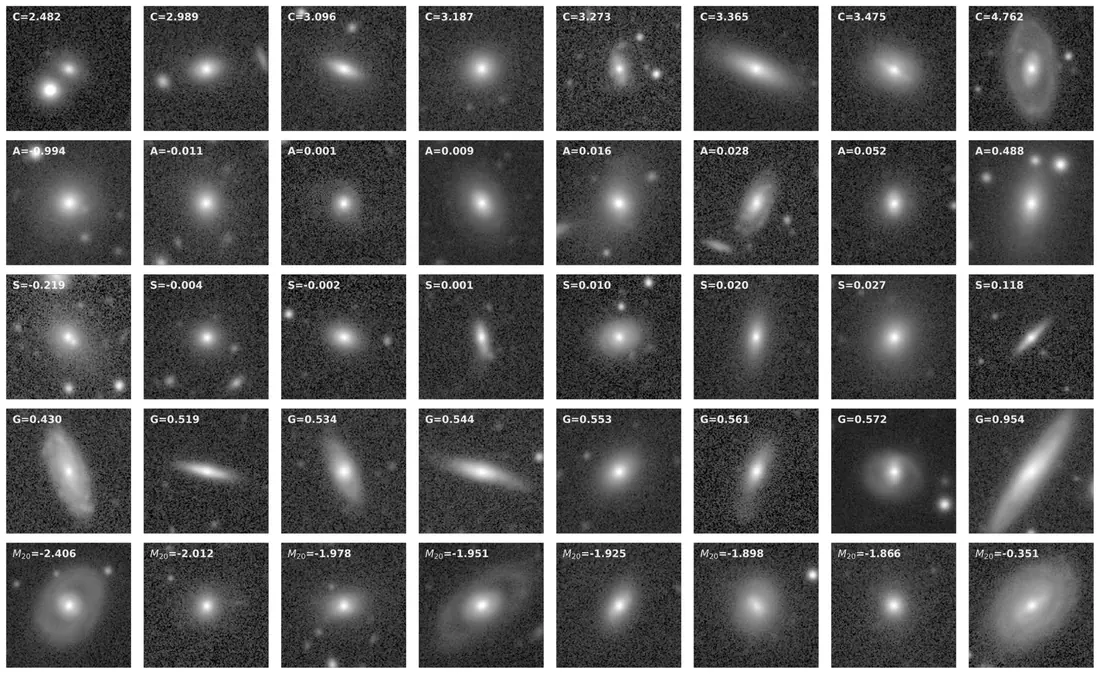 C=2.482 C=2.989 C=3.096 C=3.187 C=3.273 C=3.365 C=3.475 C=4.762
A=-0.994 A=-0.011 A=0.001 A=0.009 A=0.016 A=0.028 A=0.052 A=0.488
S=-0.219 S=-0.004 S=-0.002 S=0.001 S=0.010 S=0.020 S=0.027 S=0.118
G=0.430 G=0.519 G=0.534 G=0.544 G=0.553 G=0.561 G=0.572 G=0.954
M₂₀=-2.406 M₂₀=-2.012 M₂₀=-1.978 M₂₀=-1.951 M₂₀=-1.925 M₂₀=-1.898 M₂₀=-1.866 M₂₀=-0.351